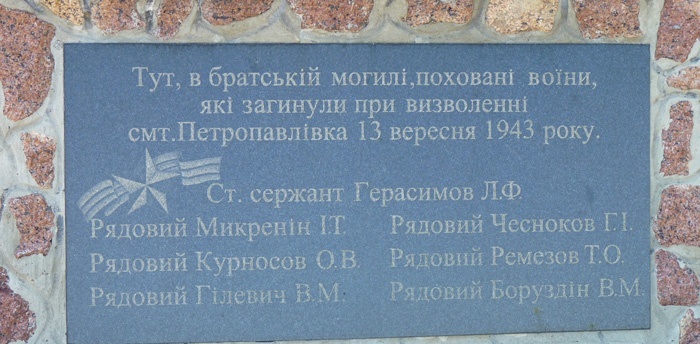 Тут, в братській могилі,поховані воїни,
які загинули при визволенні
смт.Петропавлівка 13 вересня 1943 року.
Ст. сержант Герасимов Л.Ф.
Рядовий Микренін І.Т. Рядовий Чесноков Г.І.
Рядовий Курносов О.В. Рядовий Ремезов Т.О.
Рядовий Гілевич В.М. Рядовий Боруздін В.М.